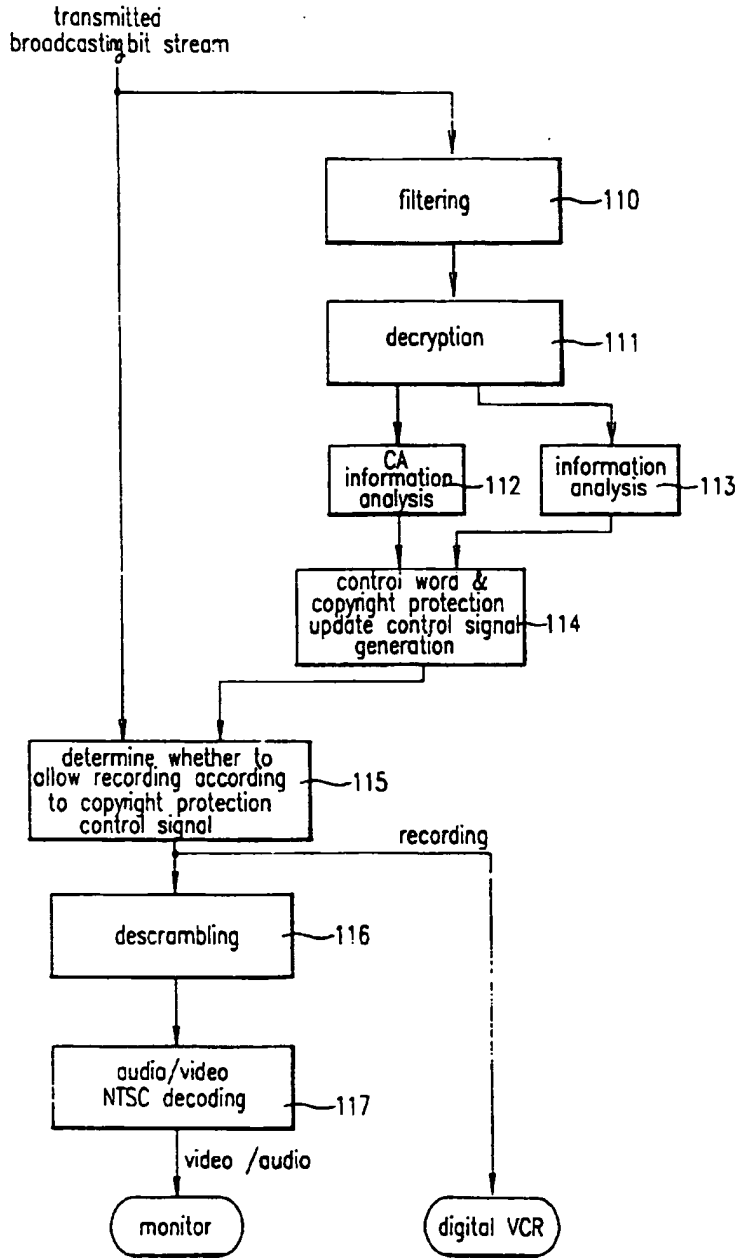 transmitted
broadcasting bit stream
filtering
110
decryption
111
CA
information
analysis
112
information
analysis
113
control word &
copyright protection
update control signal
generation
114
determine whether to
allow recording according
to copyright protection
control signal
115
recording
descrambling
116
audio/video
NTSC decoding
117
video /audio
monitor
digital VCR